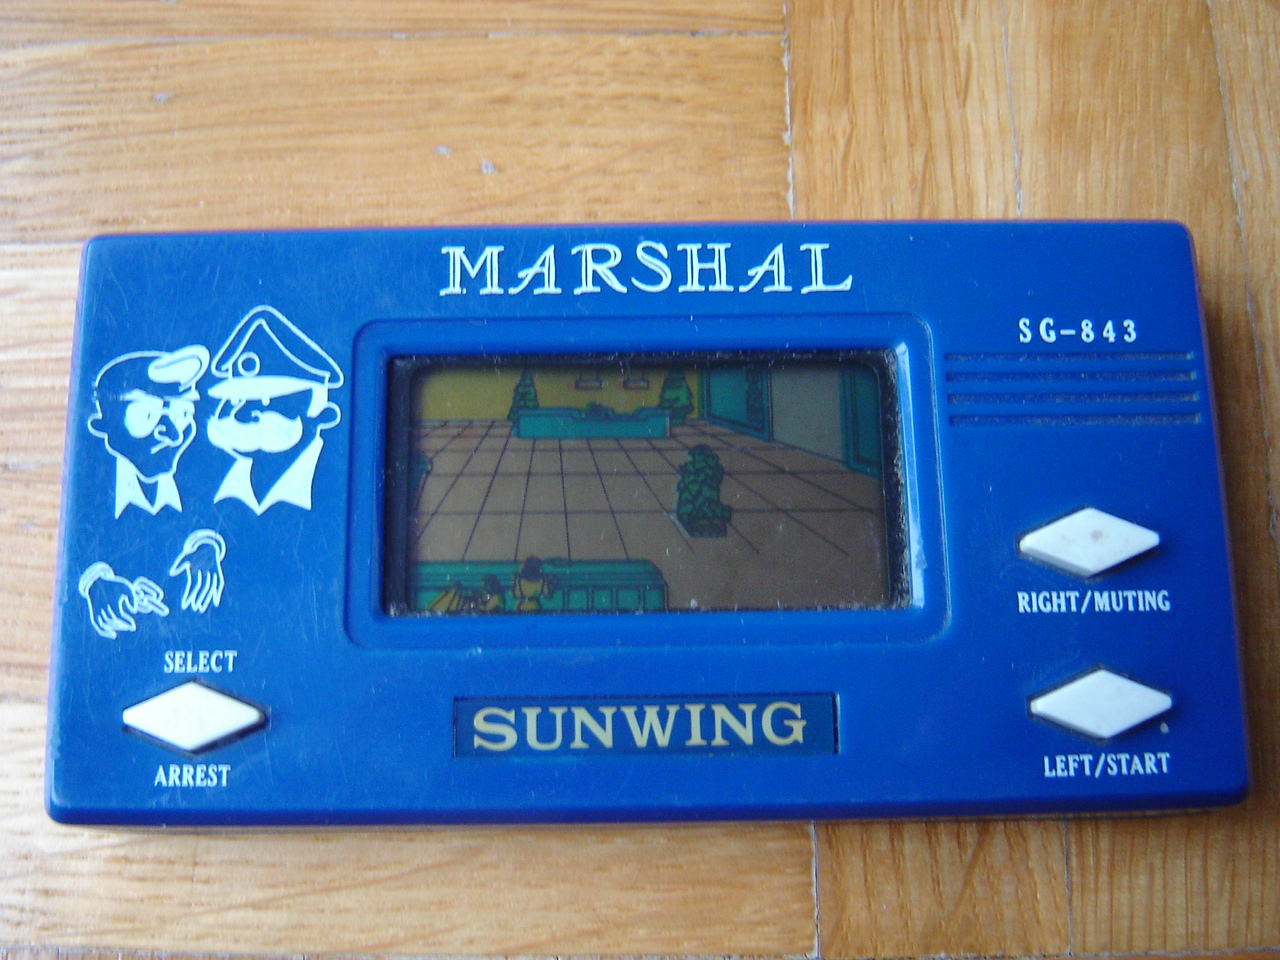 MARSHAL
SG-843
RIGHT/MUTING
SELECT
ARREST
SUNWING
LEFT/START